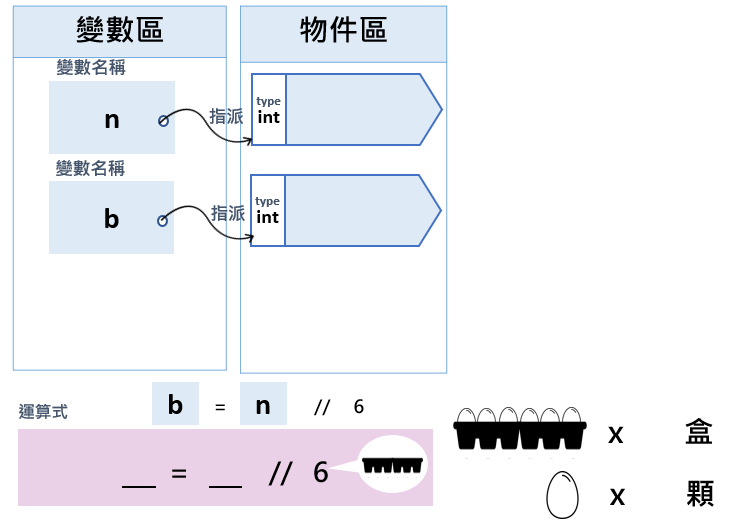 變數區 物件區
變數名稱
n 指派 type int
變數名稱
b 指派 type int
運算式 b = n // 6
__ = __ // 6
x 盒
x 顆